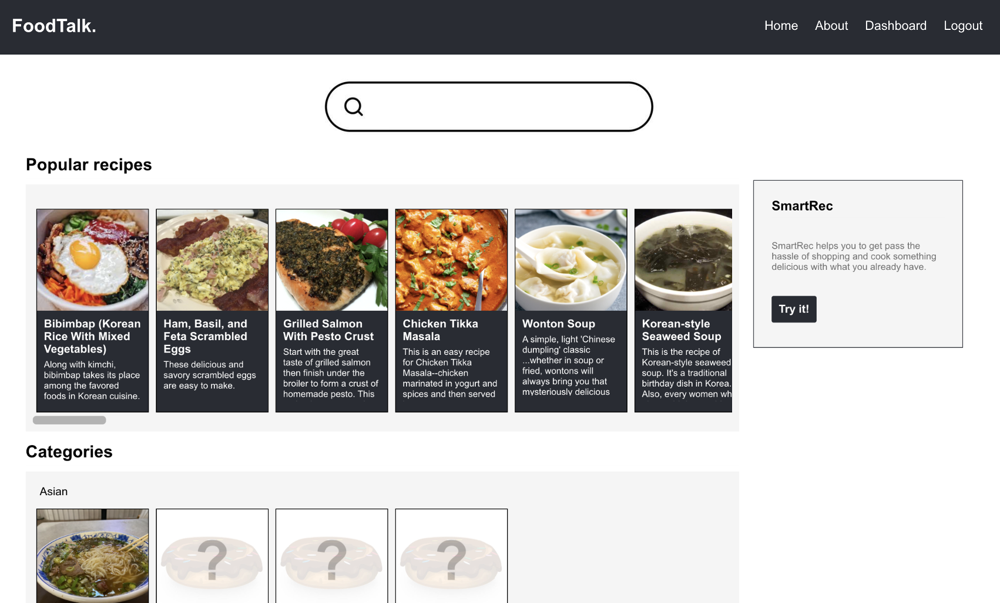 FoodTalk.
Home About Dashboard Logout
Popular recipes
Bibimbap (Korean
Rice With Mixed
Vegetables)
Along with kimchi,
bibimbap takes its place
among the favored
foods in Korean cuisine.
Ham, Basil, and
Feta Scrambled
Eggs
These delicious and
savory scrambled eggs
are easy to make.
Grilled Salmon
With Pesto Crust
Start with the great
taste of grilled salmon
then finish under the
broiler to form a crust of
homemade pesto. This
Chicken Tikka
Masala
This is an easy recipe
for Chicken Tikka
Masala--chicken
marinated in yogurt and
spices and then served
Wonton Soup
A simple, light 'Chinese
dumpling' classic
...whether in soup or
fried, wontons will
always bring you that
mysteriously delicious
Korean-style
Seaweed Soup
This is the recipe of
Korean-style seaweed
soup. It's a traditional
birthday dish in Korea.
Also, every women wh
SmartRec
SmartRec helps you to get pass the
hassle of shopping and cook something
delicious with what you already have.
Try it!
Categories
Asian
? ? ?